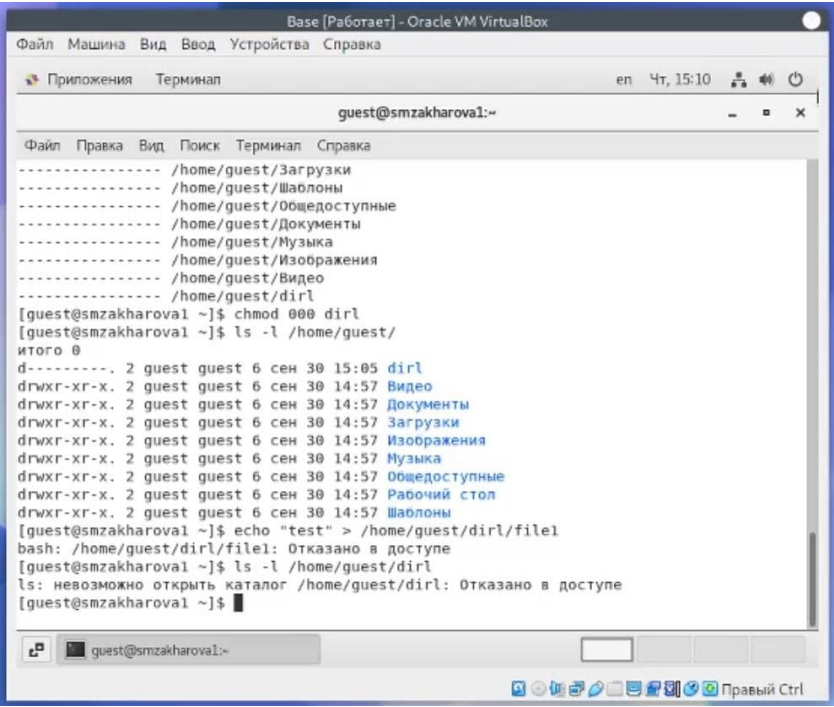 Base [Работает] - Oracle VM VirtualBox
Файл Машина Вид Ввод Устройства Справка
Приложения Терминал en Чт, 15:10
guest@smzakharova1:~
Файл Правка Вид Поиск Терминал Справка
---------------- /home/guest/Загрузки
---------------- /home/guest/Шаблоны
---------------- /home/guest/Общедоступные
---------------- /home/guest/Документы
---------------- /home/guest/Музыка
---------------- /home/guest/Изображения
---------------- /home/guest/Видео
---------------- /home/guest/dirl
[guest@smzakharova1 ~]$ chmod 000 dirl
[guest@smzakharova1 ~]$ ls -l /home/guest/
итого 0
d---------. 2 guest guest 6 сен 30 15:05 dirl
drwxr-xr-x. 2 guest guest 6 сен 30 14:57 Видео
drwxr-xr-x. 2 guest guest 6 сен 30 14:57 Документы
drwxr-xr-x. 2 guest guest 6 сен 30 14:57 Загрузки
drwxr-xr-x. 2 guest guest 6 сен 30 14:57 Изображения
drwxr-xr-x. 2 guest guest 6 сен 30 14:57 Музыка
drwxr-xr-x. 2 guest guest 6 сен 30 14:57 Общедоступные
drwxr-xr-x. 2 guest guest 6 сен 30 14:57 Рабочий стол
drwxr-xr-x. 2 guest guest 6 сен 30 14:57 Шаблоны
[guest@smzakharova1 ~]$ echo "test" > /home/guest/dirl/file1
bash: /home/guest/dirl/file1: Отказано в доступе
[guest@smzakharova1 ~]$ ls -l /home/guest/dirl
ls: невозможно открыть каталог /home/guest/dirl: Отказано в доступе
[guest@smzakharova1 ~]$
guest@smzakharova1:~
Правый Ctrl